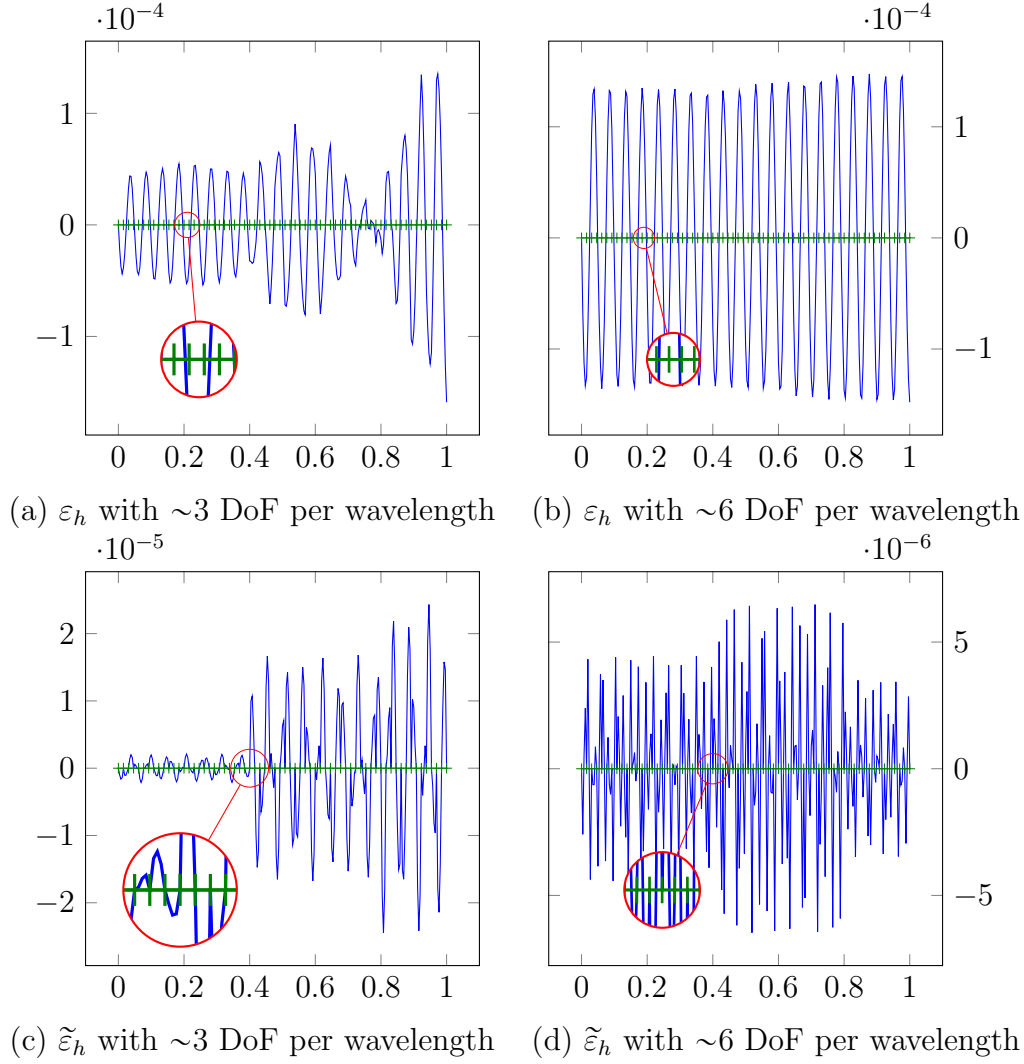 ·10⁻⁴
·10⁻⁴
1
0
−1
1
0
−1
0 0.2 0.4 0.6 0.8 1
0 0.2 0.4 0.6 0.8 1
(a) εₕ with ~3 DoF per wavelength
(b) εₕ with ~6 DoF per wavelength
·10⁻⁵
·10⁻⁶
2
1
0
−1
−2
5
0
−5
0 0.2 0.4 0.6 0.8 1
0 0.2 0.4 0.6 0.8 1
(c) ε̃ₕ with ~3 DoF per wavelength
(d) ε̃ₕ with ~6 DoF per wavelength